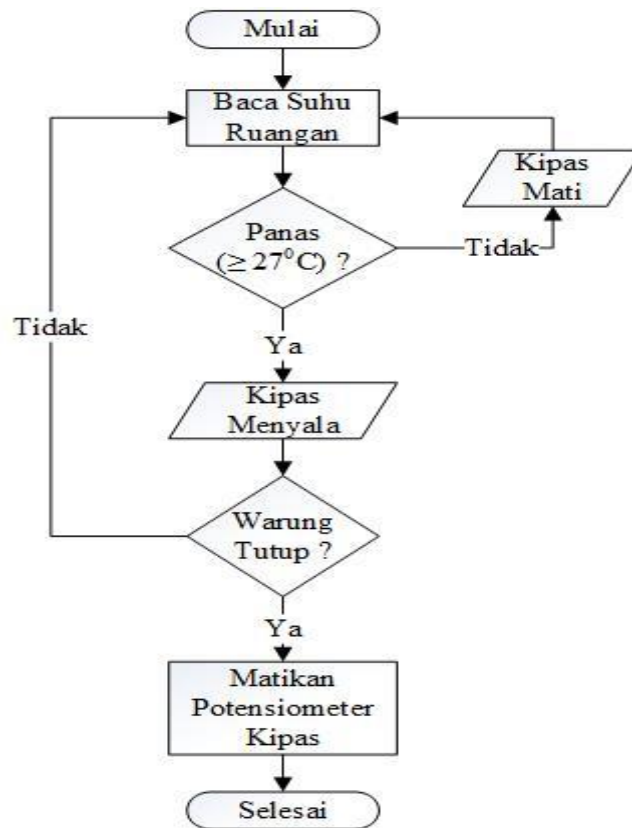 Mulai
Baca Suhu
Ruangan
Kipas
Mati
Panas
(≥ 27⁰C) ?
Tidak
Tidak
Ya
Kipas
Menyala
Warung
Tutup ?
Ya
Matikan
Potensiometer
Kipas
Selesai